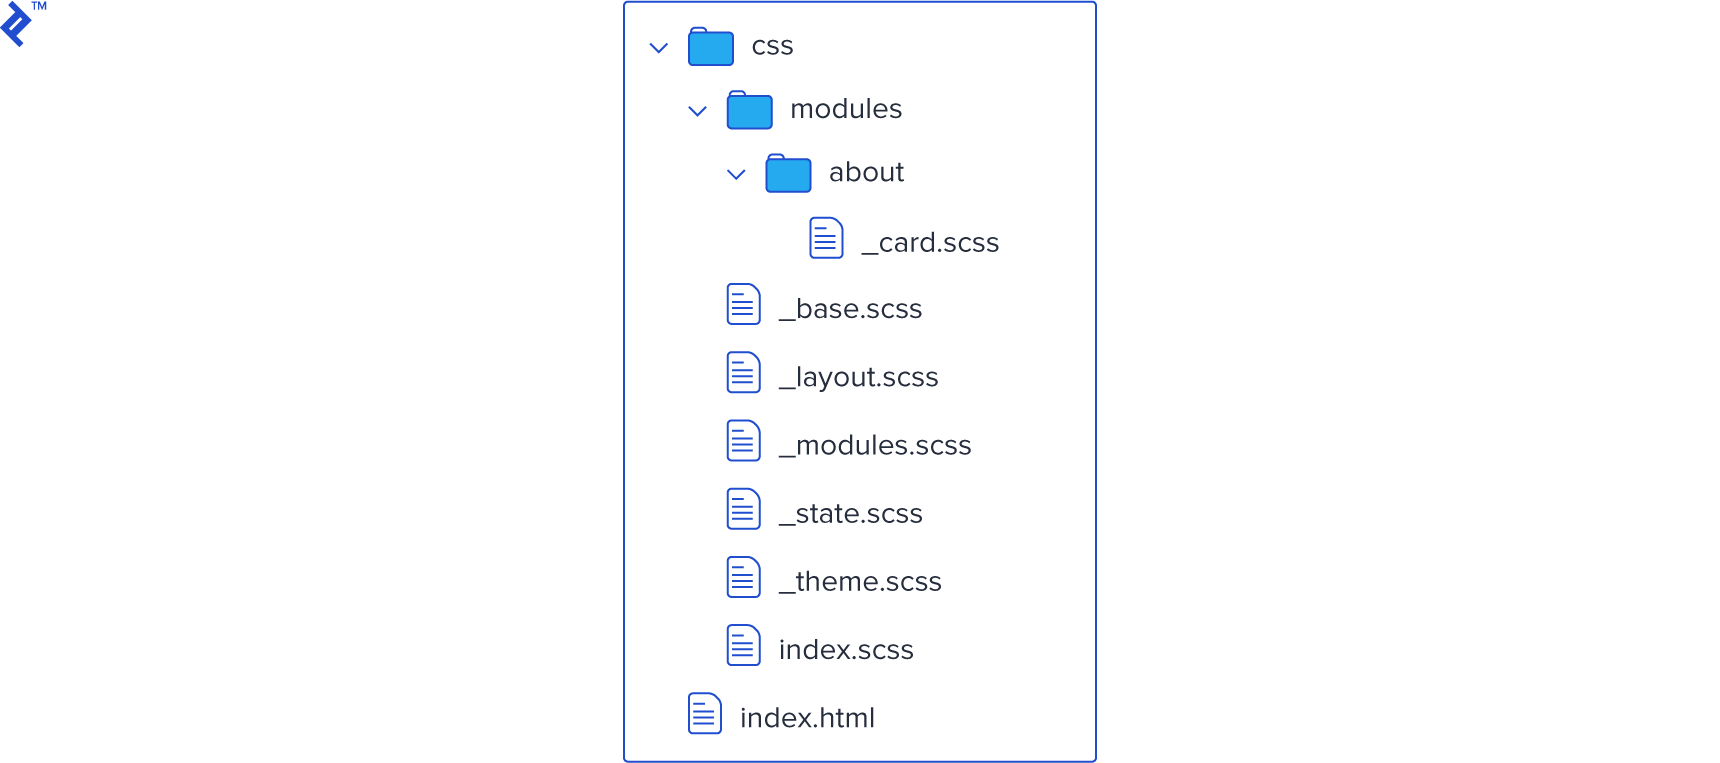 TM
css
modules
about
_card.scss
_base.scss
_layout.scss
_modules.scss
_state.scss
_theme.scss
index.scss
index.html